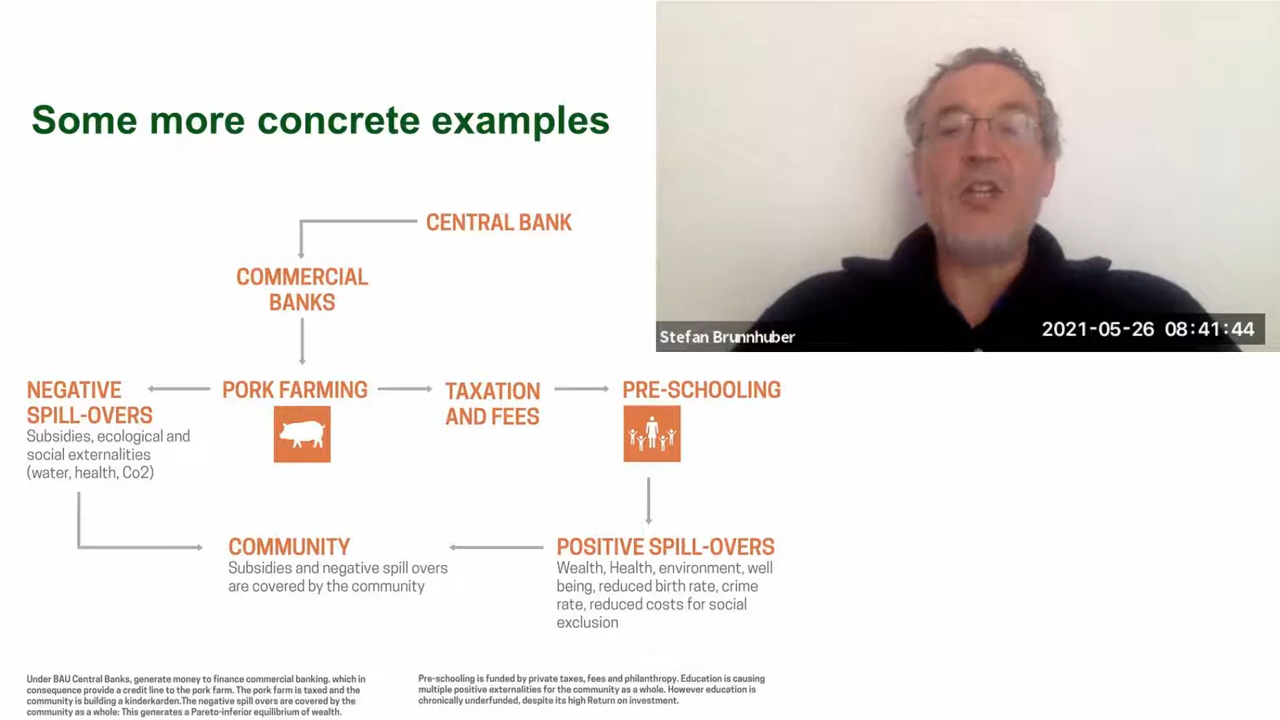 Some more concrete examples
CENTRAL BANK
COMMERCIAL
BANKS
NEGATIVE
SPILL-OVERS
Subsidies, ecological and
social externalities
(water, health, Co2)
PORK FARMING
TAXATION
AND FEES
PRE-SCHOOLING
COMMUNITY
Subsidies and negative spill overs
are covered by the community
POSITIVE SPILL-OVERS
Wealth, Health, environment, well
being, reduced birth rate, crime
rate, reduced costs for social
exclusion
Under BAU Central Banks, generate money to finance commercial banking. which in
consequence provide a credit line to the pork farm. The pork farm is taxed and the
community is building a kinderkarden.The negative spill overs are covered by the
community as a whole: This generates a Pareto-inferior equilibrium of wealth.
Pre-schooling is funded by private taxes, fees and philanthropy. Education is causing
multiple positive externalities for the community as a whole. However education is
chronically underfunded, despite its high Return on investment.
Stefan Brunnhuber
2021-05-26 08:41:44